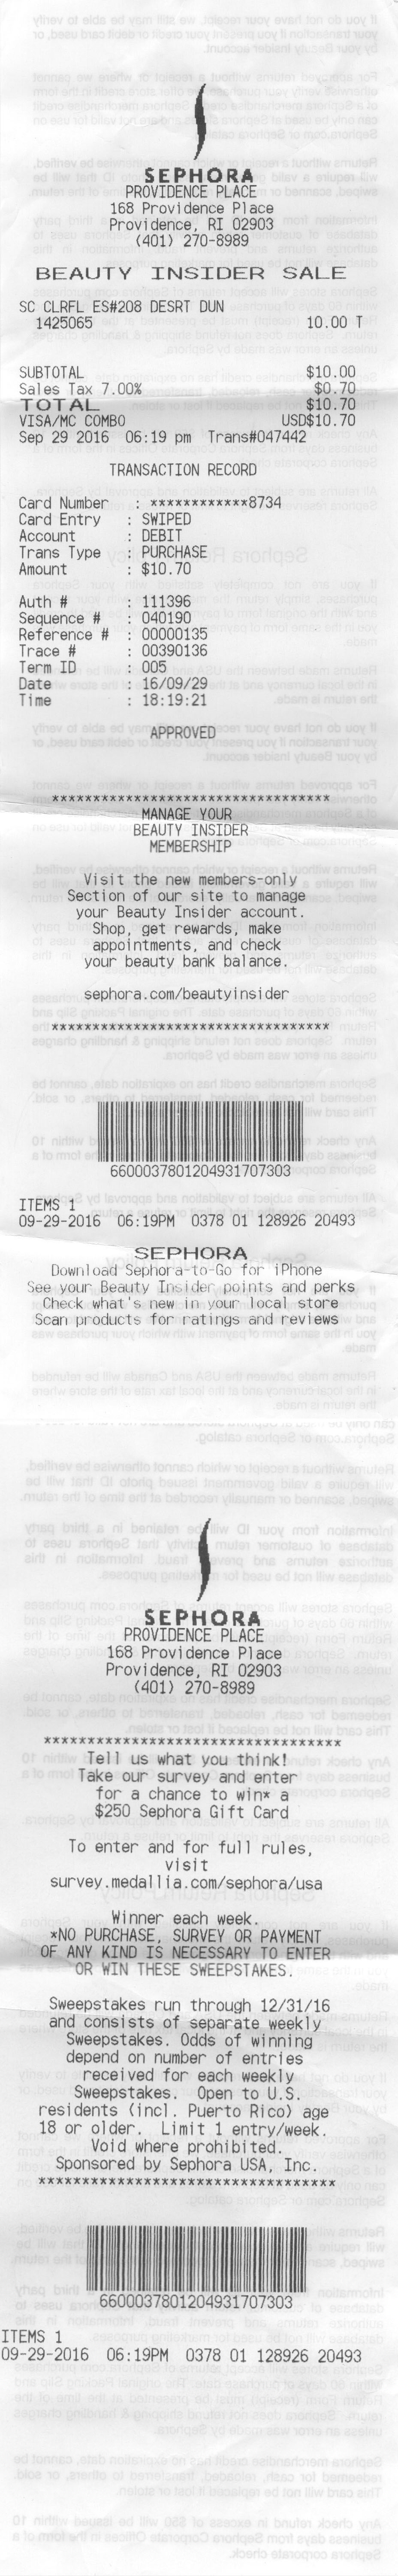 SEPHORA
PROVIDENCE PLACE
168 Providence Place
Providence, RI 02903
(401) 270-8989
BEAUTY INSIDER SALE
SC CLRFL ES#208 DESRT DUN
1425065 10.00 T
SUBTOTAL $10.00
Sales Tax 7.00% $0.70
TOTAL $10.70
VISA/MC COMBO USD$10.70
Sep 29 2016 06:19 pm Trans#047442
TRANSACTION RECORD
Card Number : ************8734
Card Entry : SWIPED
Account : DEBIT
Trans Type : PURCHASE
Amount : $10.70
Auth # : 111396
Sequence # : 040190
Reference # : 00000135
Trace # : 00390136
Term ID : 005
Date : 16/09/29
Time : 18:19:21
APPROVED
**********************************
MANAGE YOUR
BEAUTY INSIDER
MEMBERSHIP
Visit the new members-only
Section of our site to manage
your Beauty Insider account.
Shop, get rewards, make
appointments, and check
your beauty bank balance.
sephora.com/beautyinsider
**********************************
6600037801204931707303
ITEMS 1
09-29-2016 06:19PM 0378 01 128926 20493
SEPHORA
Download Sephora-to-Go for iPhone
See your Beauty Insider points and perks
Check what's new in your local store
Scan products for ratings and reviews
SEPHORA
PROVIDENCE PLACE
168 Providence Place
Providence, RI 02903
(401) 270-8989
**********************************
Tell us what you think!
Take our survey and enter
for a chance to win* a
$250 Sephora Gift Card
To enter and for full rules,
visit
survey.medallia.com/sephora/usa
Winner each week.
*NO PURCHASE, SURVEY OR PAYMENT
OF ANY KIND IS NECESSARY TO ENTER
OR WIN THESE SWEEPSTAKES.
Sweepstakes run through 12/31/16
and consists of separate weekly
Sweepstakes. Odds of winning
depend on number of entries
received for each weekly
Sweepstakes. Open to U.S.
residents (incl. Puerto Rico) age
18 or older. Limit 1 entry/week.
Void where prohibited.
Sponsored by Sephora USA, Inc.
**********************************
6600037801204931707303
ITEMS 1
09-29-2016 06:19PM 0378 01 128926 20493